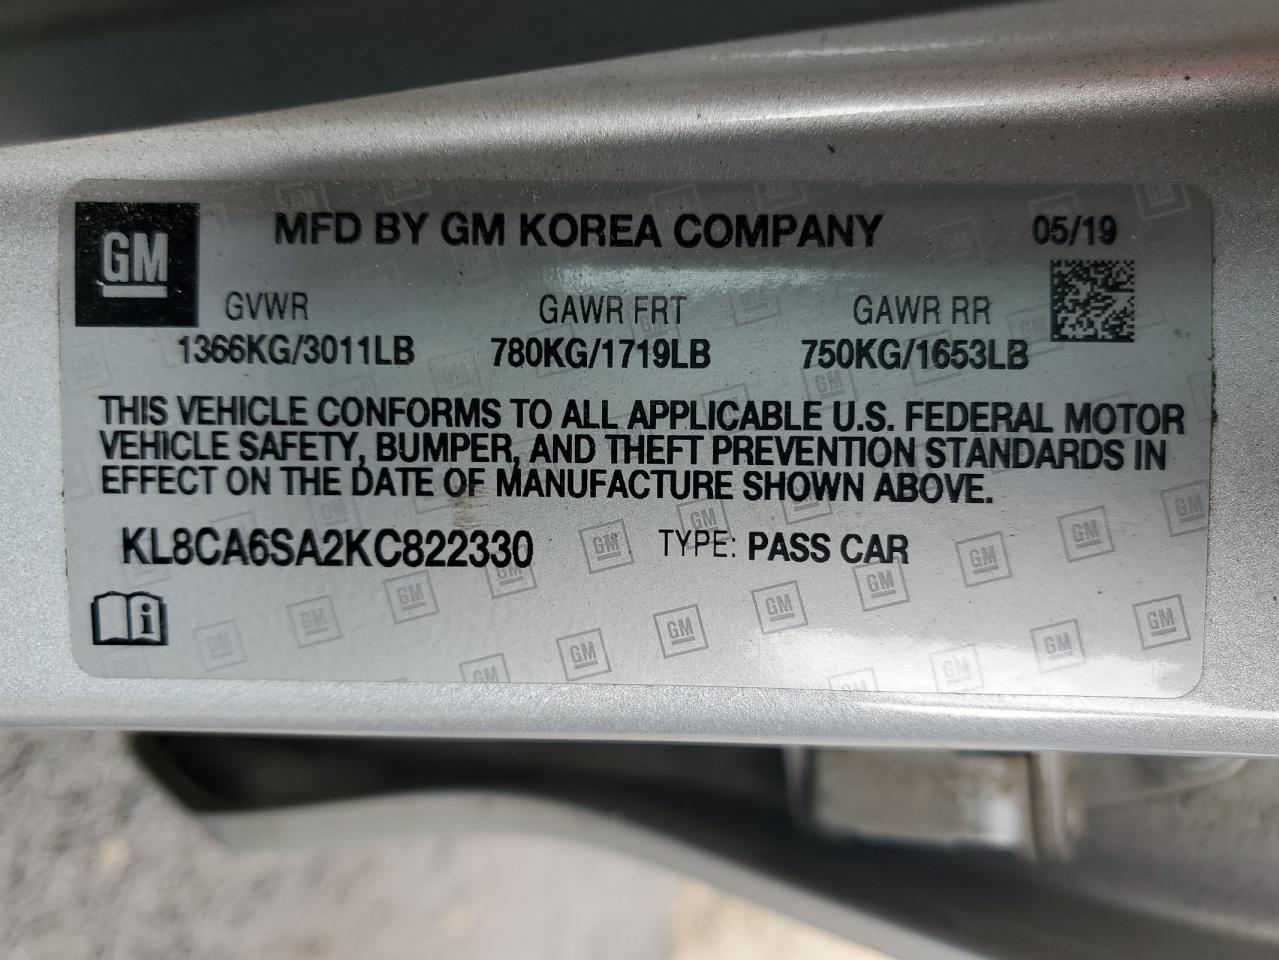 GM
MFD BY GM KOREA COMPANY 05/19
GVWR GAWR FRT GAWR RR
1366KG/3011LB 780KG/1719LB 750KG/1653LB
THIS VEHICLE CONFORMS TO ALL APPLICABLE U.S. FEDERAL MOTOR
VEHICLE SAFETY, BUMPER, AND THEFT PREVENTION STANDARDS IN
EFFECT ON THE DATE OF MANUFACTURE SHOWN ABOVE.
KL8CA6SA2KC822330 TYPE: PASS CAR